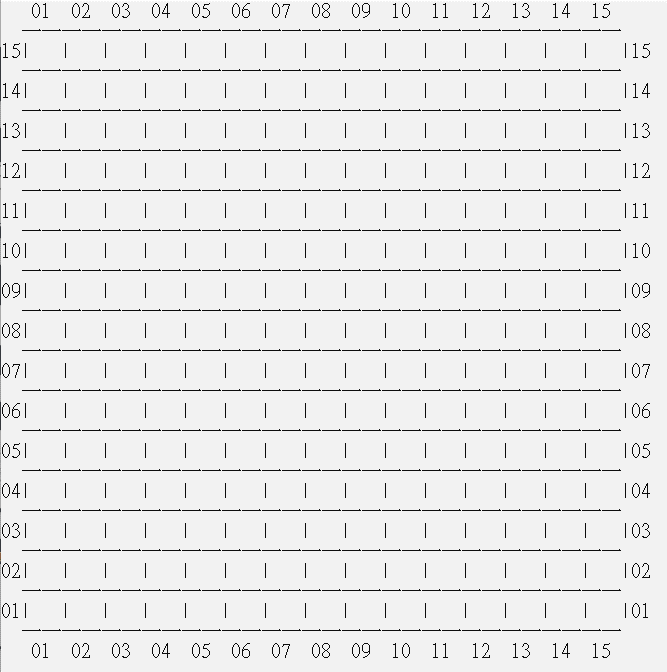 01 02 03 04 05 06 07 08 09 10 11 12 13 14 15
15| | | | | | | | | | | | | | | |15
14| | | | | | | | | | | | | | | |14
13| | | | | | | | | | | | | | | |13
12| | | | | | | | | | | | | | | |12
11| | | | | | | | | | | | | | | |11
10| | | | | | | | | | | | | | | |10
09| | | | | | | | | | | | | | | |09
08| | | | | | | | | | | | | | | |08
07| | | | | | | | | | | | | | | |07
06| | | | | | | | | | | | | | | |06
05| | | | | | | | | | | | | | | |05
04| | | | | | | | | | | | | | | |04
03| | | | | | | | | | | | | | | |03
02| | | | | | | | | | | | | | | |02
01| | | | | | | | | | | | | | | |01
01 02 03 04 05 06 07 08 09 10 11 12 13 14 15